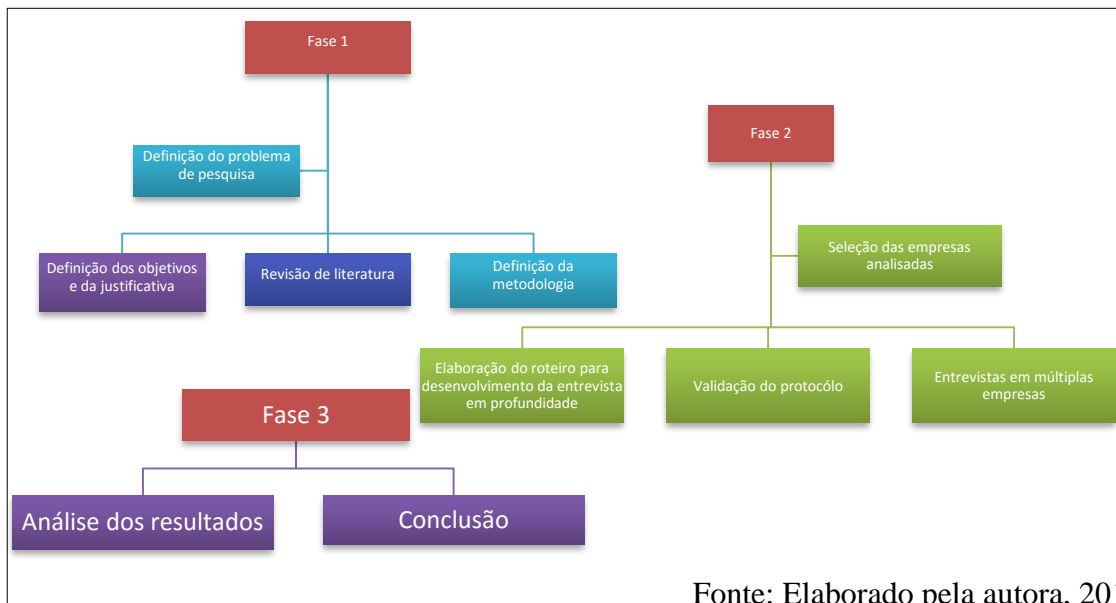 Fase 1
Definição do problema
de pesquisa
Definição dos objetivos
e da justificativa
Revisão de literatura
Definição da
metodologia
Fase 2
Seleção das empresas
analisadas
Elaboração do roteiro para
desenvolvimento da entrevista
em profundidade
Validação do protocólo
Entrevistas em múltiplas
empresas
Fase 3
Análise dos resultados
Conclusão
Fonte: Elaborado pela autora, 201